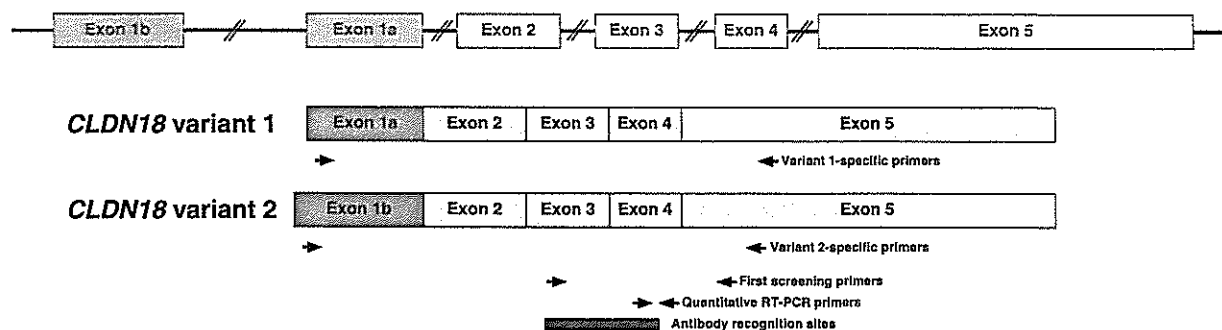 Exon 1b Exon 1a Exon 2 Exon 3 Exon 4 Exon 5
CLDN18 variant 1 Exon 1a Exon 2 Exon 3 Exon 4 Exon 5
Variant 1-specific primers
CLDN18 variant 2 Exon 1b Exon 2 Exon 3 Exon 4 Exon 5
Variant 2-specific primers
First screening primers
Quantitative RT-PCR primers
Antibody recognition sites